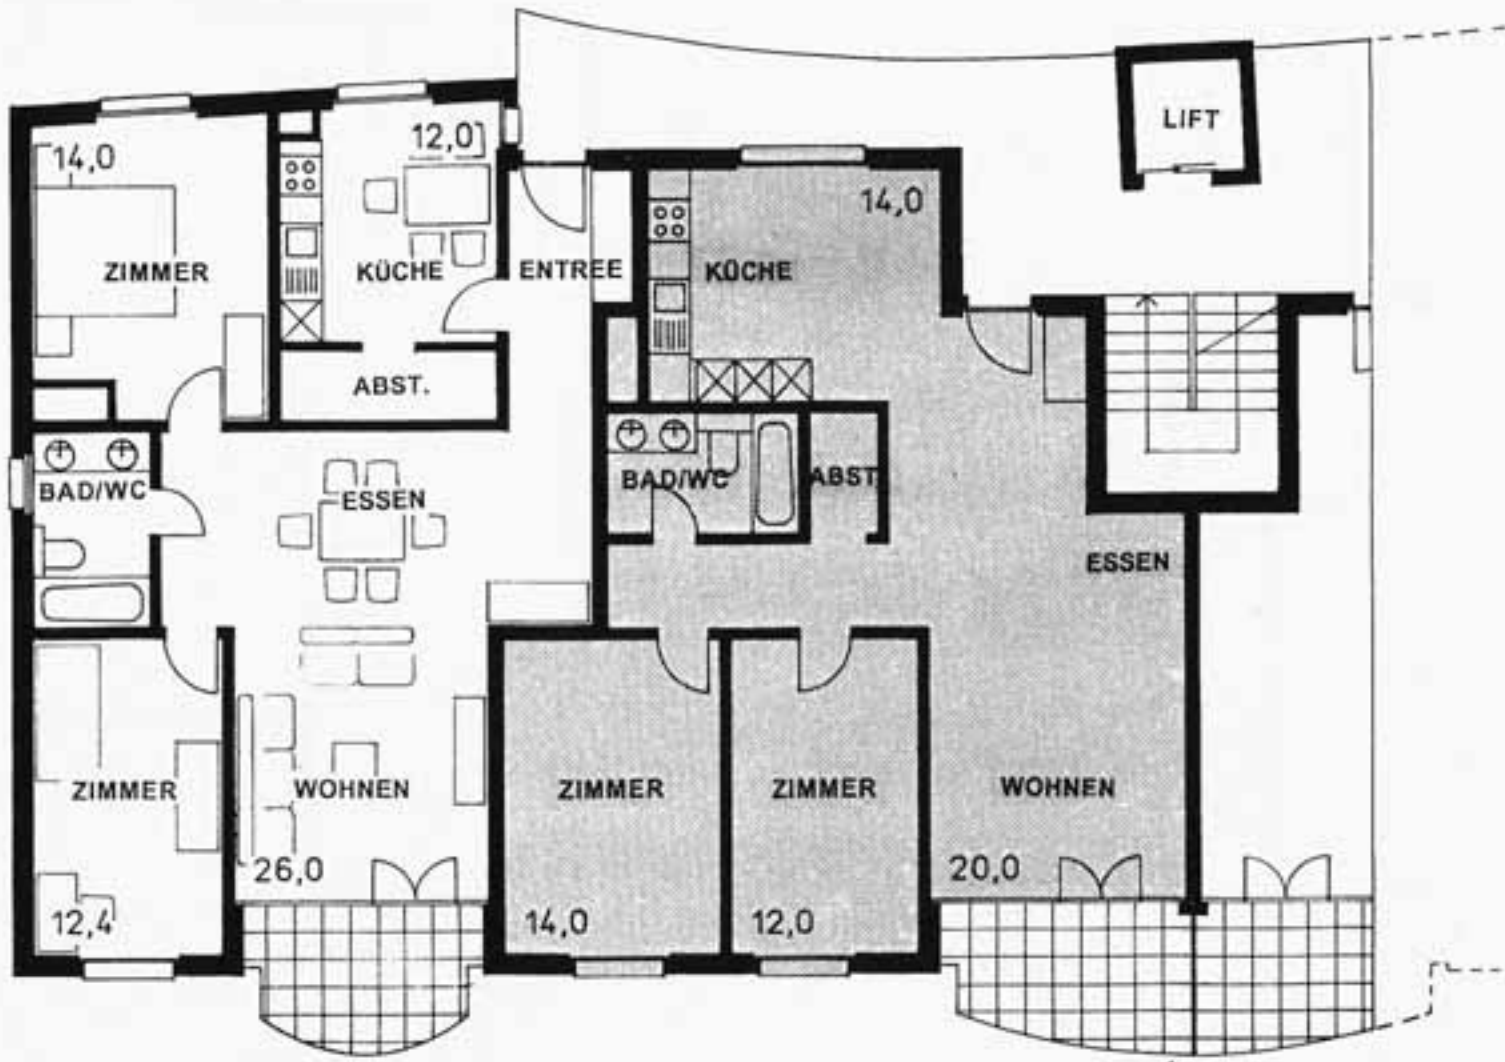 LIFT
14,0
12,0
14,0
ZIMMER
KÜCHE
ENTREE
KÜCHE
ABST.
BAD/WC
ESSEN
BAD/WC
ABST
ESSEN
ZIMMER
WOHNEN
ZIMMER
ZIMMER
WOHNEN
26,0
20,0
12,4
14,0
12,0